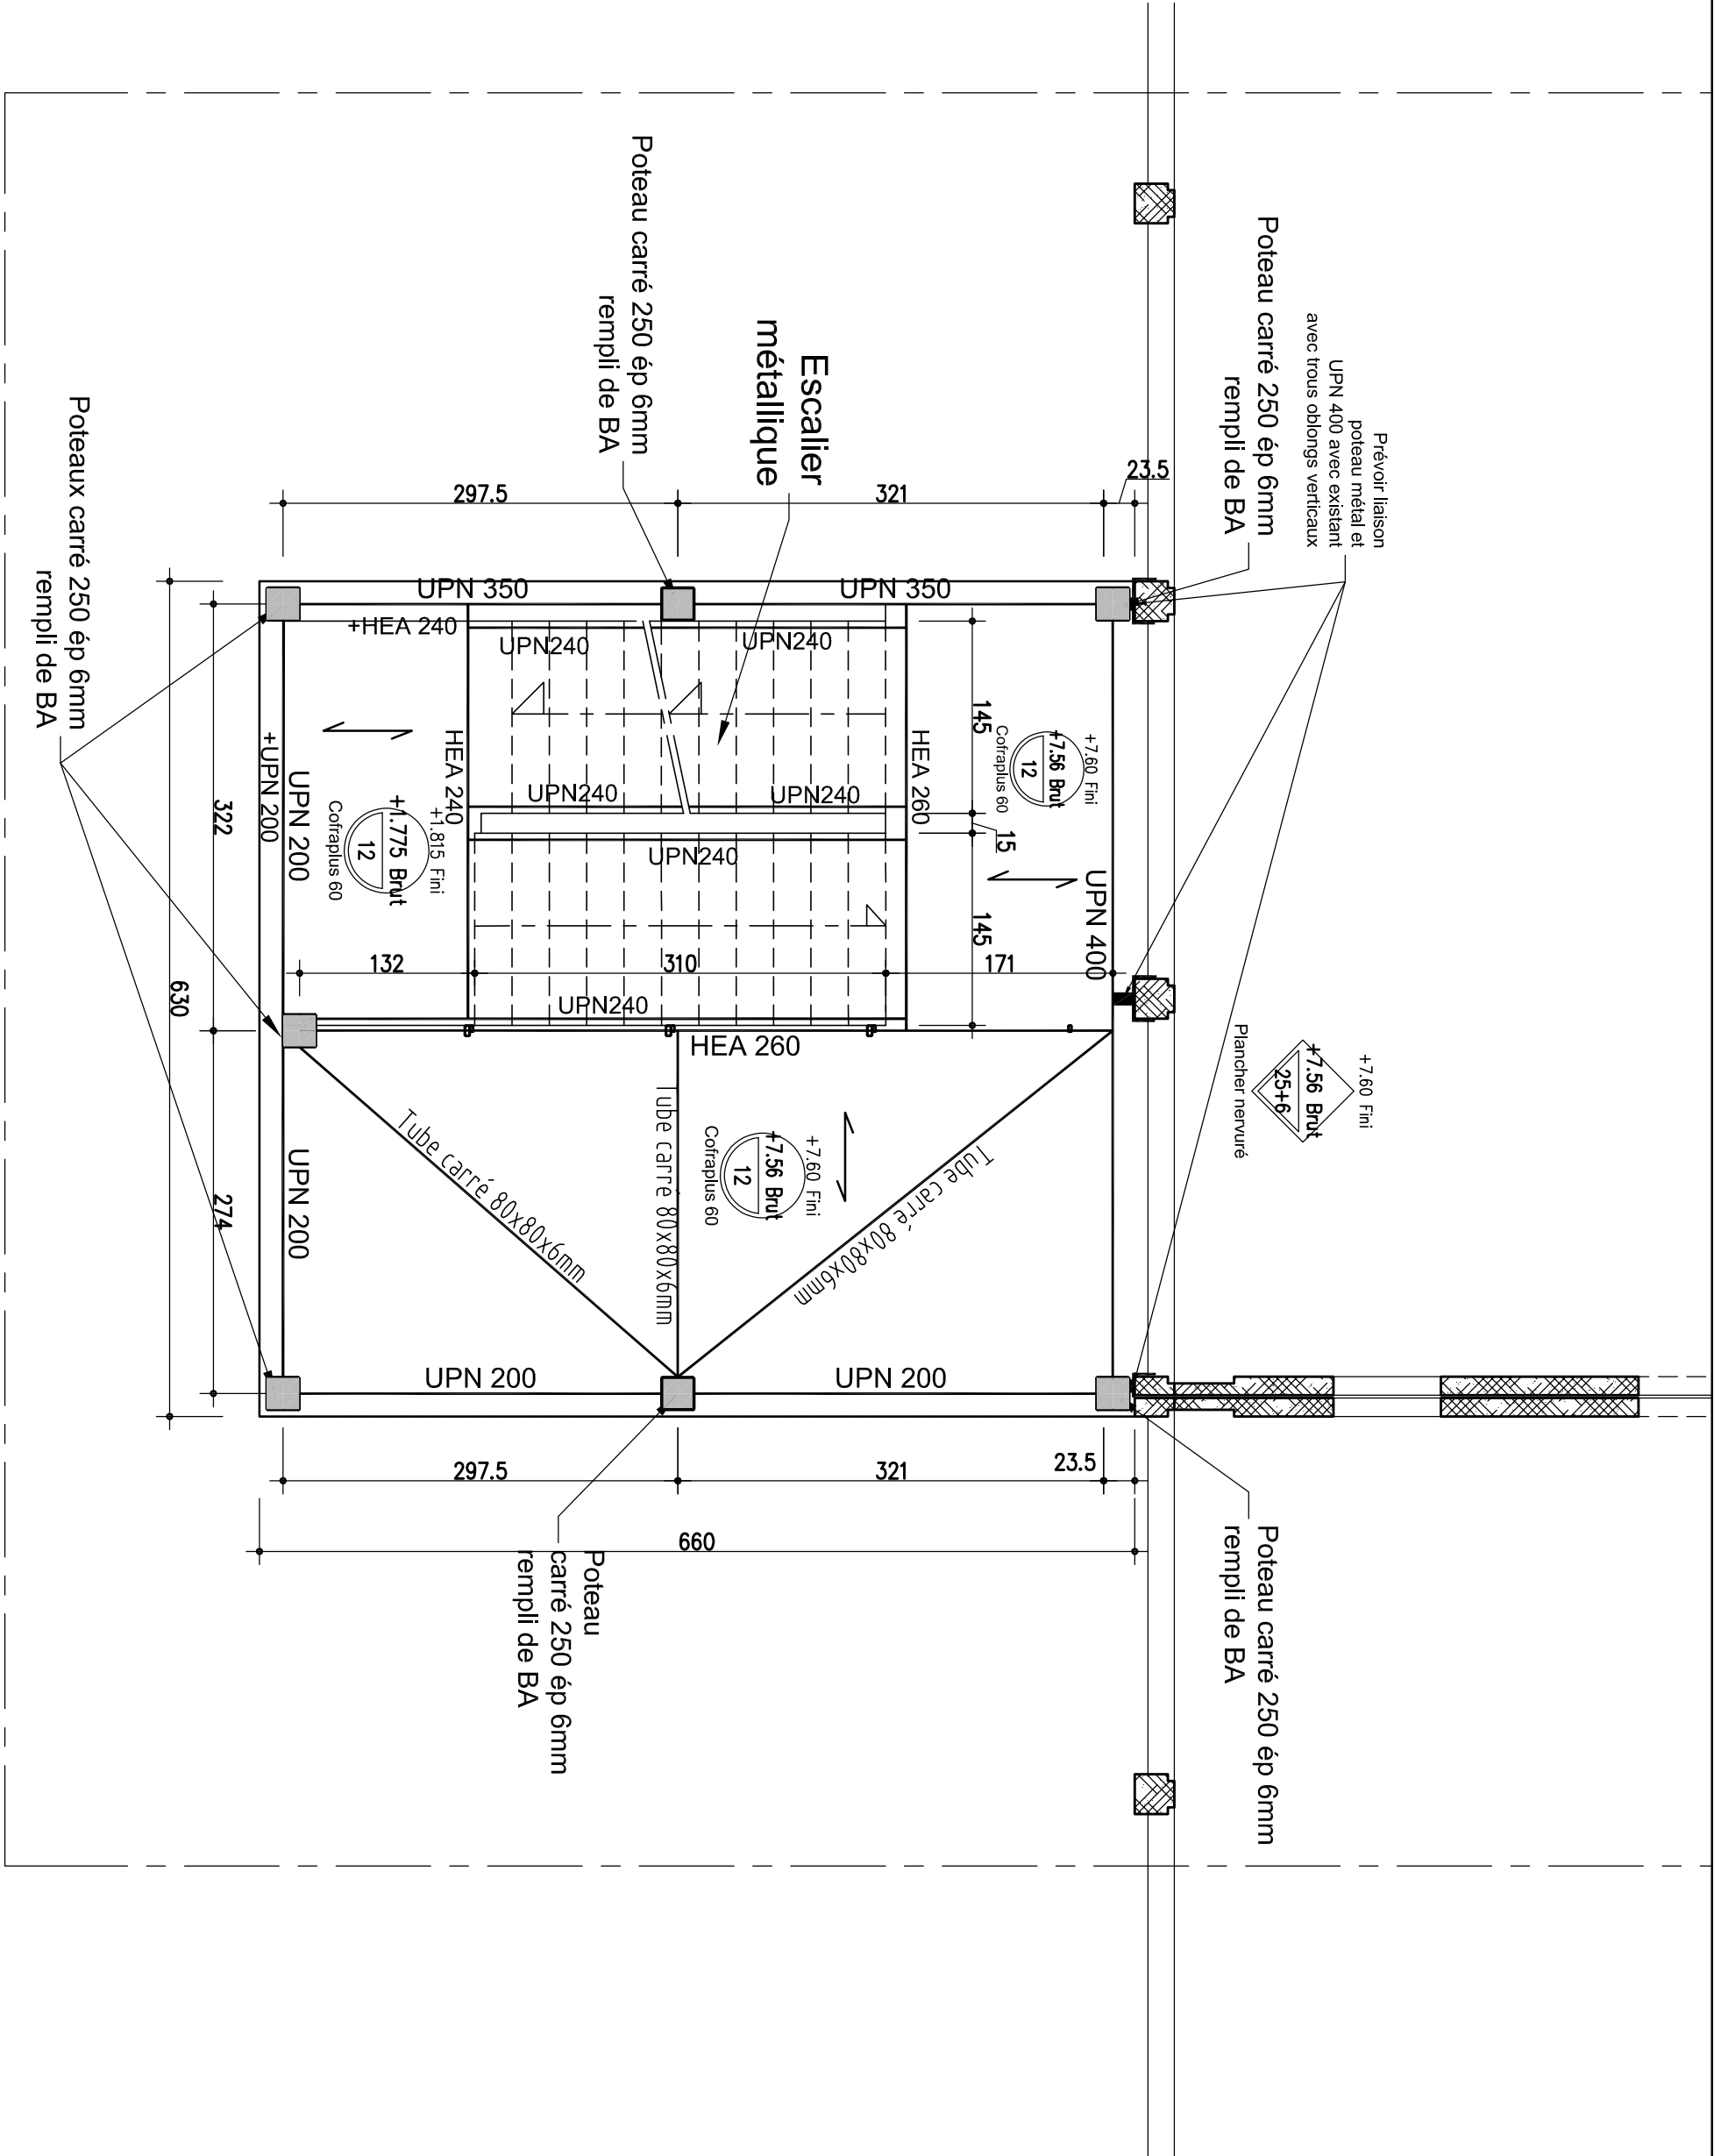 Prévoir liaison
poteau métal et
UPN 400 avec existant
avec trous oblongs verticaux
Poteau carré 250 ép 6mm
rempli de BA
Escalier
métallique
Poteau carré 250 ép 6mm
rempli de BA
Poteaux carré 250 ép 6mm
rempli de BA
23.5
321
297.5
UPN 350
UPN 350
+HEA 240
UPN240
UPN240
UPN240
UPN240
UPN240
UPN240
HEA 260
HEA 240
145
15
145
+7.60 Fini
+7.56 Brut
12
Cofraplus 60
UPN 400
171
310
132
+1.815 Fini
+1.775 Brut
12
Cofraplus 60
UPN 200
+UPN 200
322
630
274
HEA 260
+7.60 Fini
+7.56 Brut
25+6
Plancher nervuré
+7.60 Fini
+7.56 Brut
12
Cofraplus 60
Tube carré 80x80x6mm
Tube carré 80x80x6mm
Tube carré 80x80x6mm
UPN 200
UPN 200
UPN 200
23.5
321
297.5
660
Poteau carré 250 ép 6mm
rempli de BA
Poteau
carré 250 ép 6mm
rempli de BA